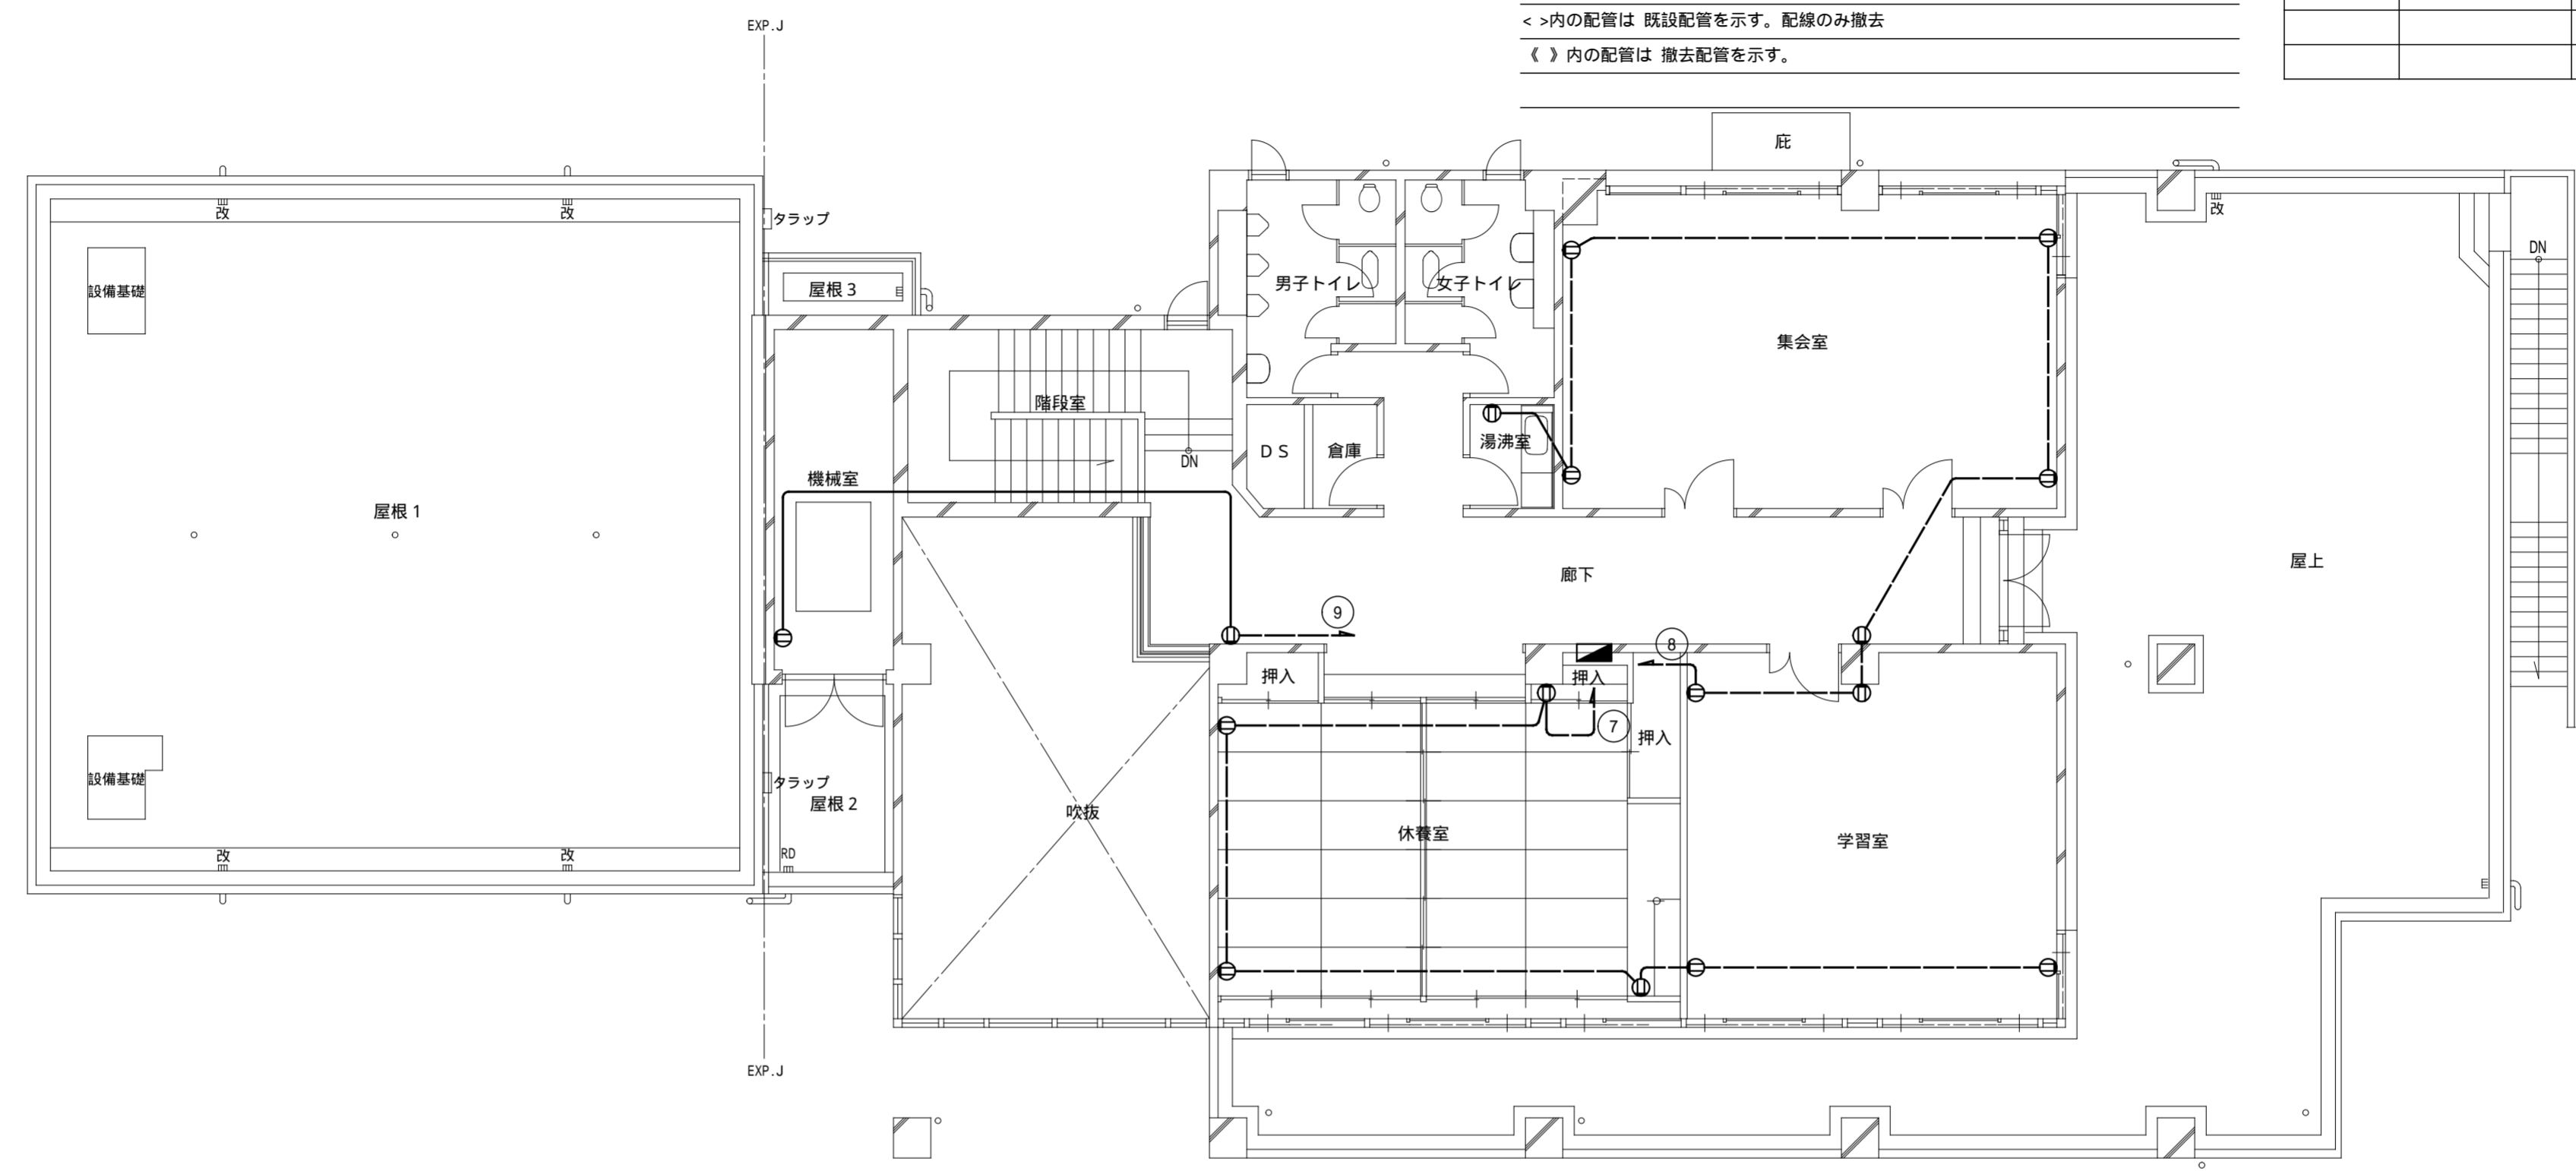 EXP.J
< >内の配管は 既設配管を示す。配線のみ撤去
《 》内の配管は 撤去配管を示す。
庇
改
改
タラップ
改
DN
設備基礎
屋根3
男子トイレ
女子トイレ
集会室
階段室
DS
倉庫
湯沸室
DN
機械室
屋根1
廊下
屋上
9
8
押入
押入
7
押入
設備基礎
タラップ
屋根2
吹抜
休養室
学習室
改
改
RD
EXP.J